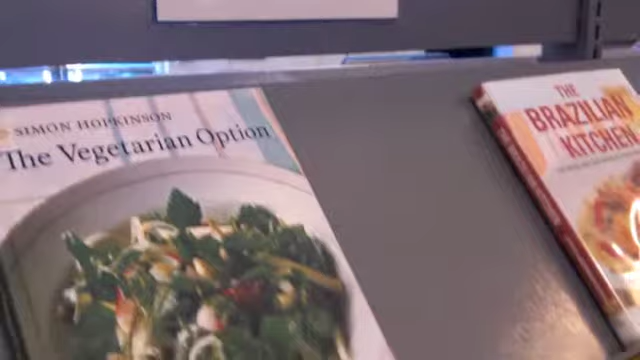 SIMON HOPKINSON
The Vegetarian Option
THE
BRAZILIAN
KITCHEN